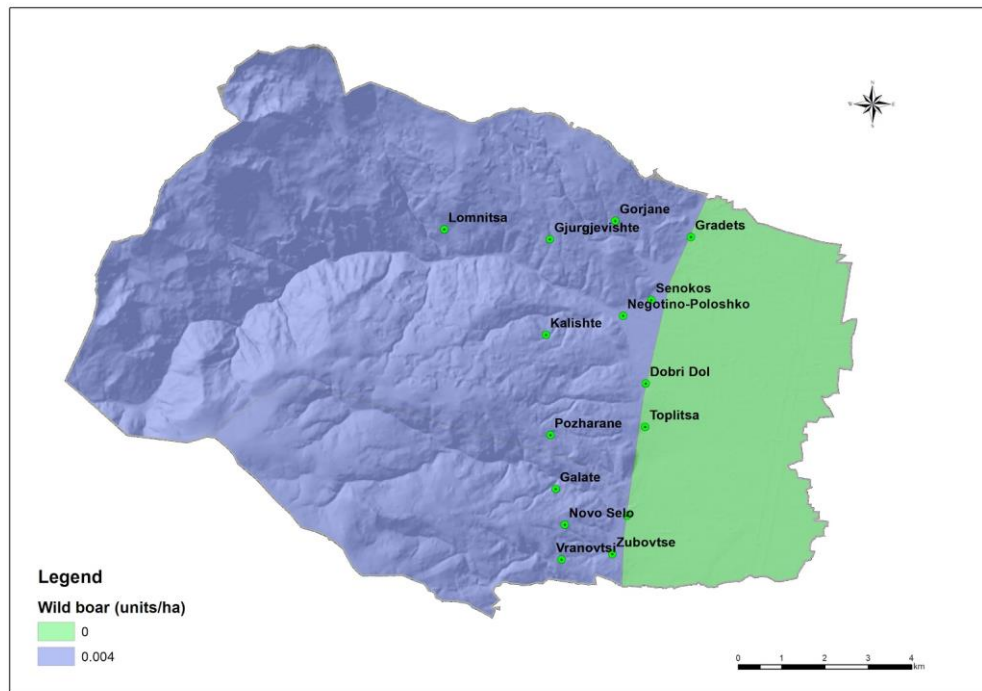 Lomnitsa
Gorjane
Gjurgjevishte
Gradets
Senokos
Negotino-Poloshko
Kalishte
Dobri Dol
Toplitsa
Pozharane
Galate
Novo Selo
Vranovtsi
Zubovtse
Legend
Wild boar (units/ha)
0
0.004
0 1 2 3 4
km